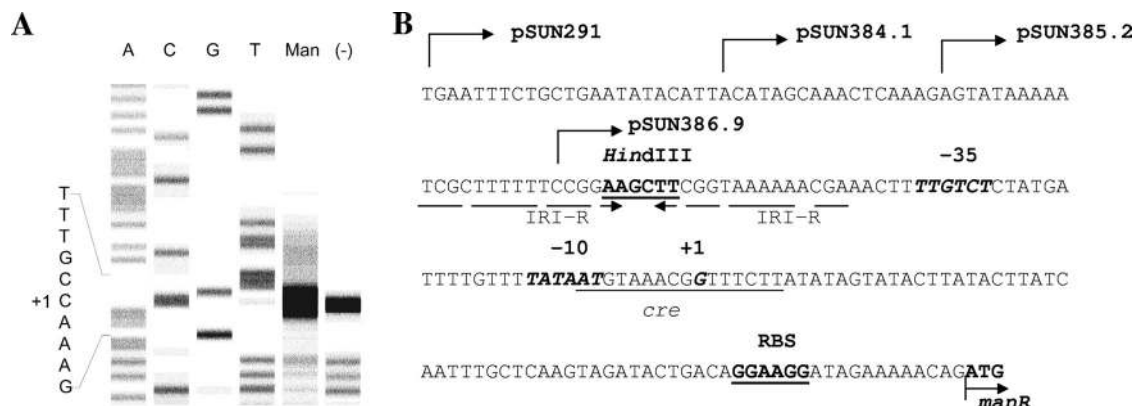 A
A C G T Man (-)
T
T
T
G
C
+1 C
A
A
A
G
B
pSUN291 pSUN384.1 pSUN385.2
TGAATTTCTGCTGAATATACATTACATAGCAAACTCAAAGAGTATAAAAA
pSUN386.9
HindIII −35
TCGCTTTTTTCCGGAAGCTTCGGTAAAAAACGAAACTTTTGTCTCTATGA
IRI-R IRI-R
−10 +1
TTTTGTTTTATAATGTAAACGGTTTCTTATATAGTATACTTATACTTATC
cre
RBS
AATTTGCTCAAGTAGATACTGACAGGAAGGATAGAAAAACAGATG
manR